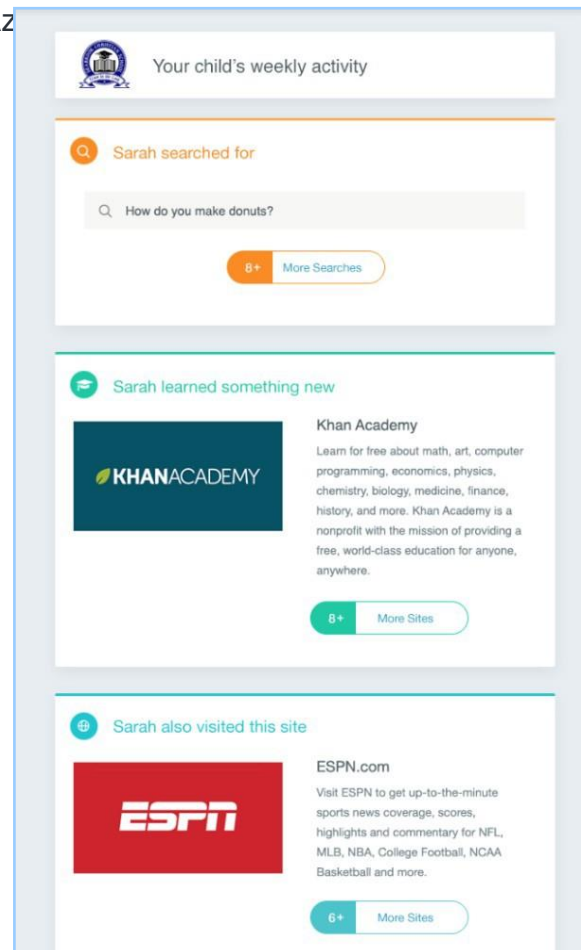 Your child's weekly activity
Sarah searched for
How do you make donuts?
8+ More Searches
Sarah learned something new
KHANACADEMY
Khan Academy
Learn for free about math, art, computer
programming, economics, physics,
chemistry, biology, medicine, finance,
history, and more. Khan Academy is a
nonprofit with the mission of providing a
free, world-class education for anyone,
anywhere.
8+ More Sites
Sarah also visited this site
ESPN
ESPN.com
Visit ESPN to get up-to-the-minute
sports news coverage, scores,
highlights and commentary for NFL,
MLB, NBA, College Football, NCAA
Basketball and more.
6+ More Sites